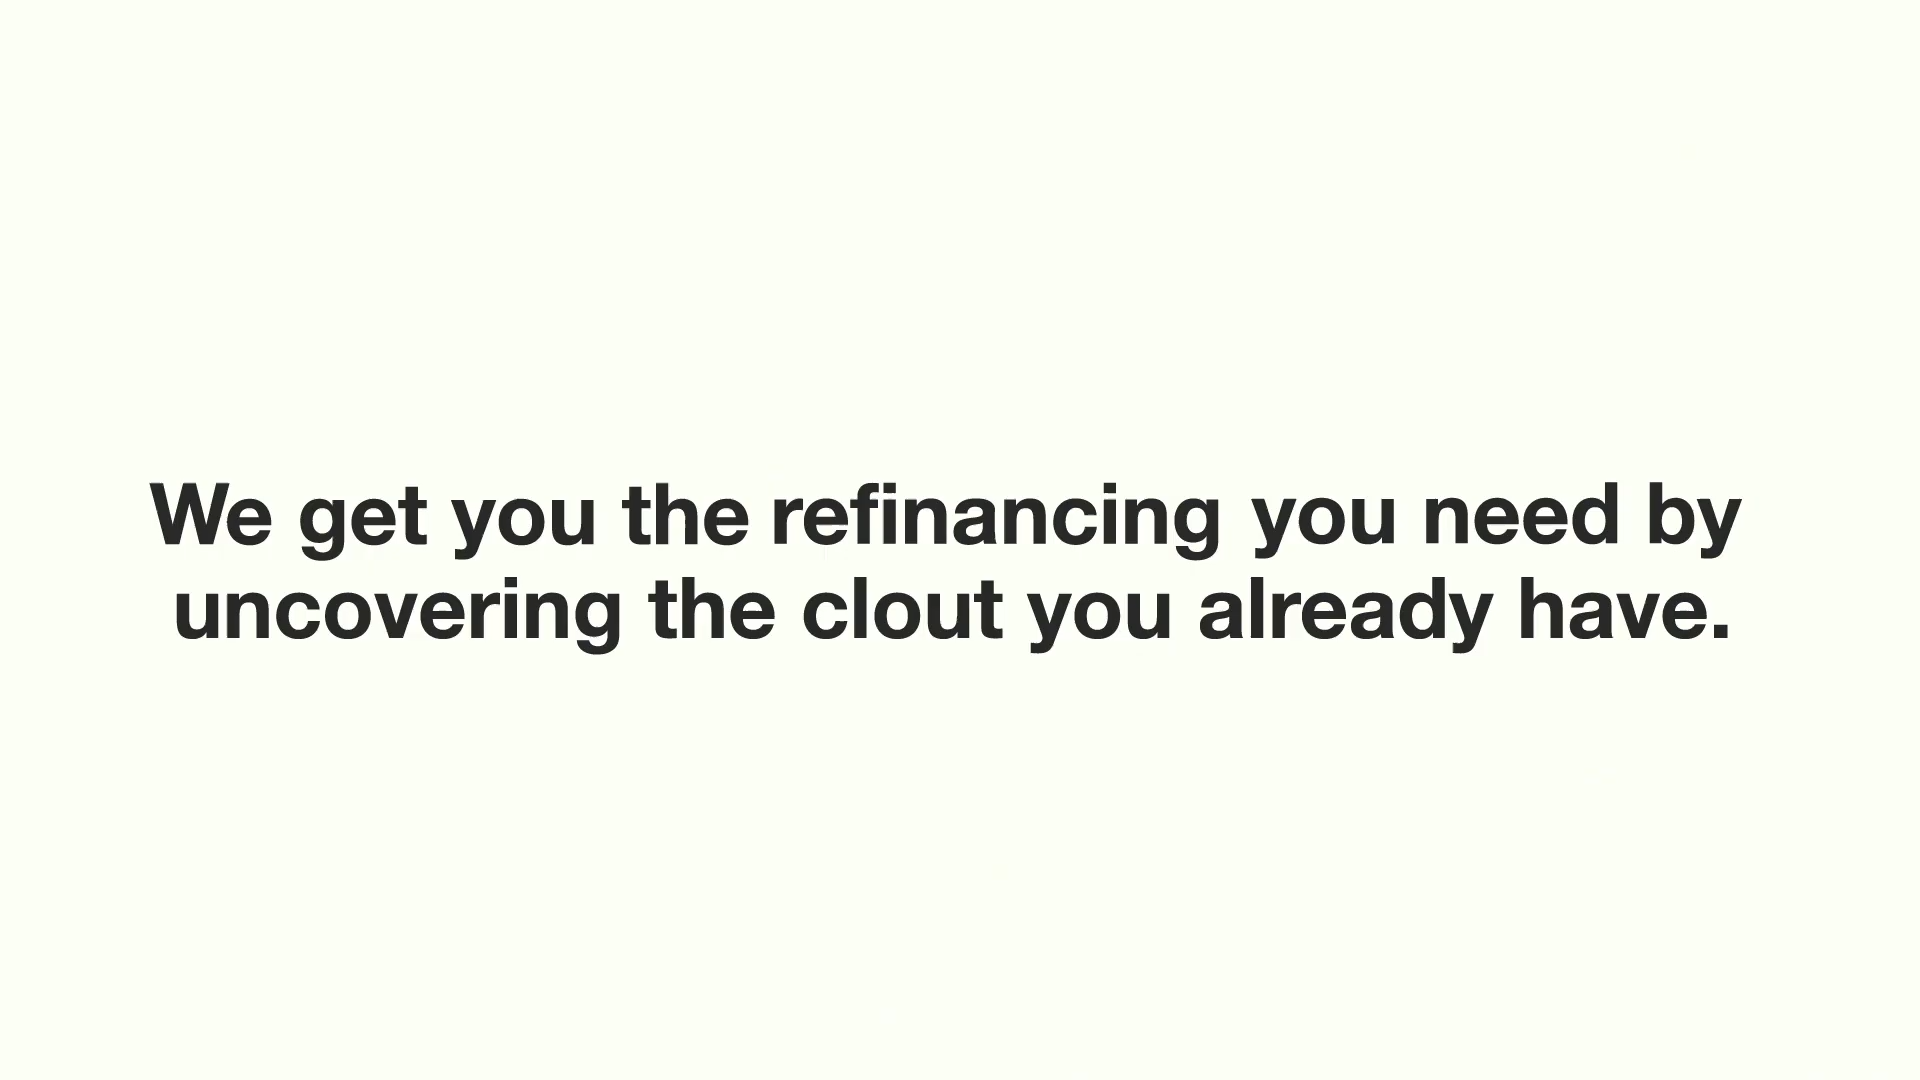 We get you the refinancing you need by
uncovering the clout you already have.